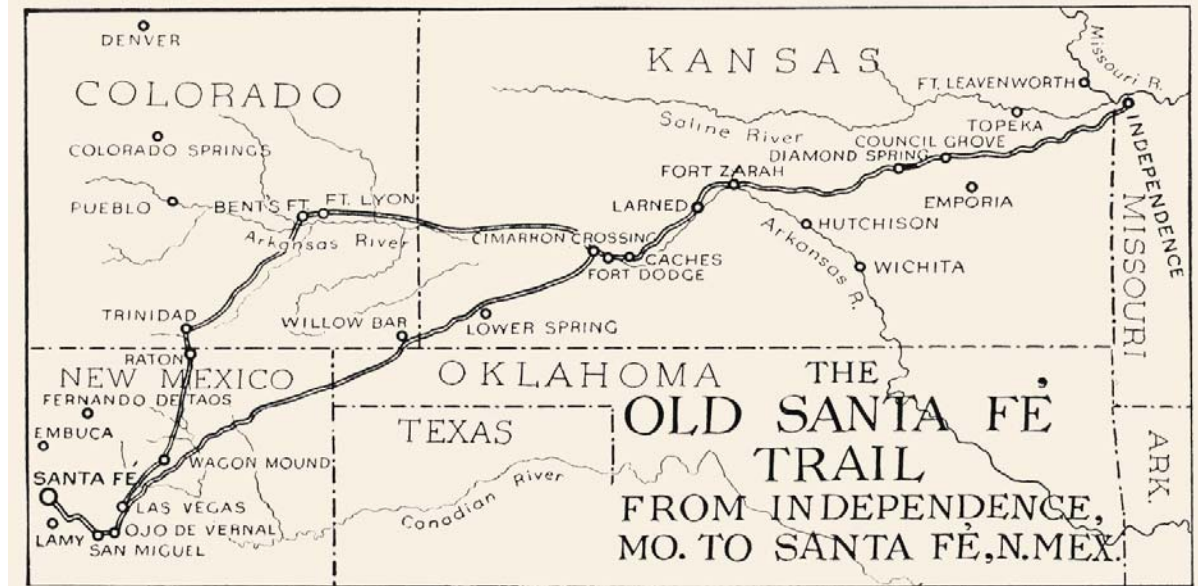 DENVER
COLORADO
COLORADO SPRINGS
PUEBLO
BENT'S FT.
FT. LYON
Arkansas River
TRINIDAD
WILLOW BAR
KANSAS
Missouri R.
FT. LEAVENWORTH
Saline River
TOPEKA
COUNCIL GROVE
DIAMOND SPRING
INDEPENDENCE
FORT ZARAH
LARNED
EMPORIA
HUTCHISON
Arkansas R.
WICHITA
CIMARRON CROSSING
CACHES
FORT DODGE
LOWER SPRING
MISSOURI
RATON
NEW MEXICO
FERNANDO DE TAOS
EMBUCA
SANTA FÉ
WAGON MOUND
LAS VEGAS
OJO DE VERNAL
LAMY
SAN MIGUEL
OKLAHOMA
TEXAS
Canadian River
ARK.
THE
OLD SANTA FÉ
TRAIL
FROM INDEPENDENCE,
MO. TO SANTA FÉ, N. MEX.